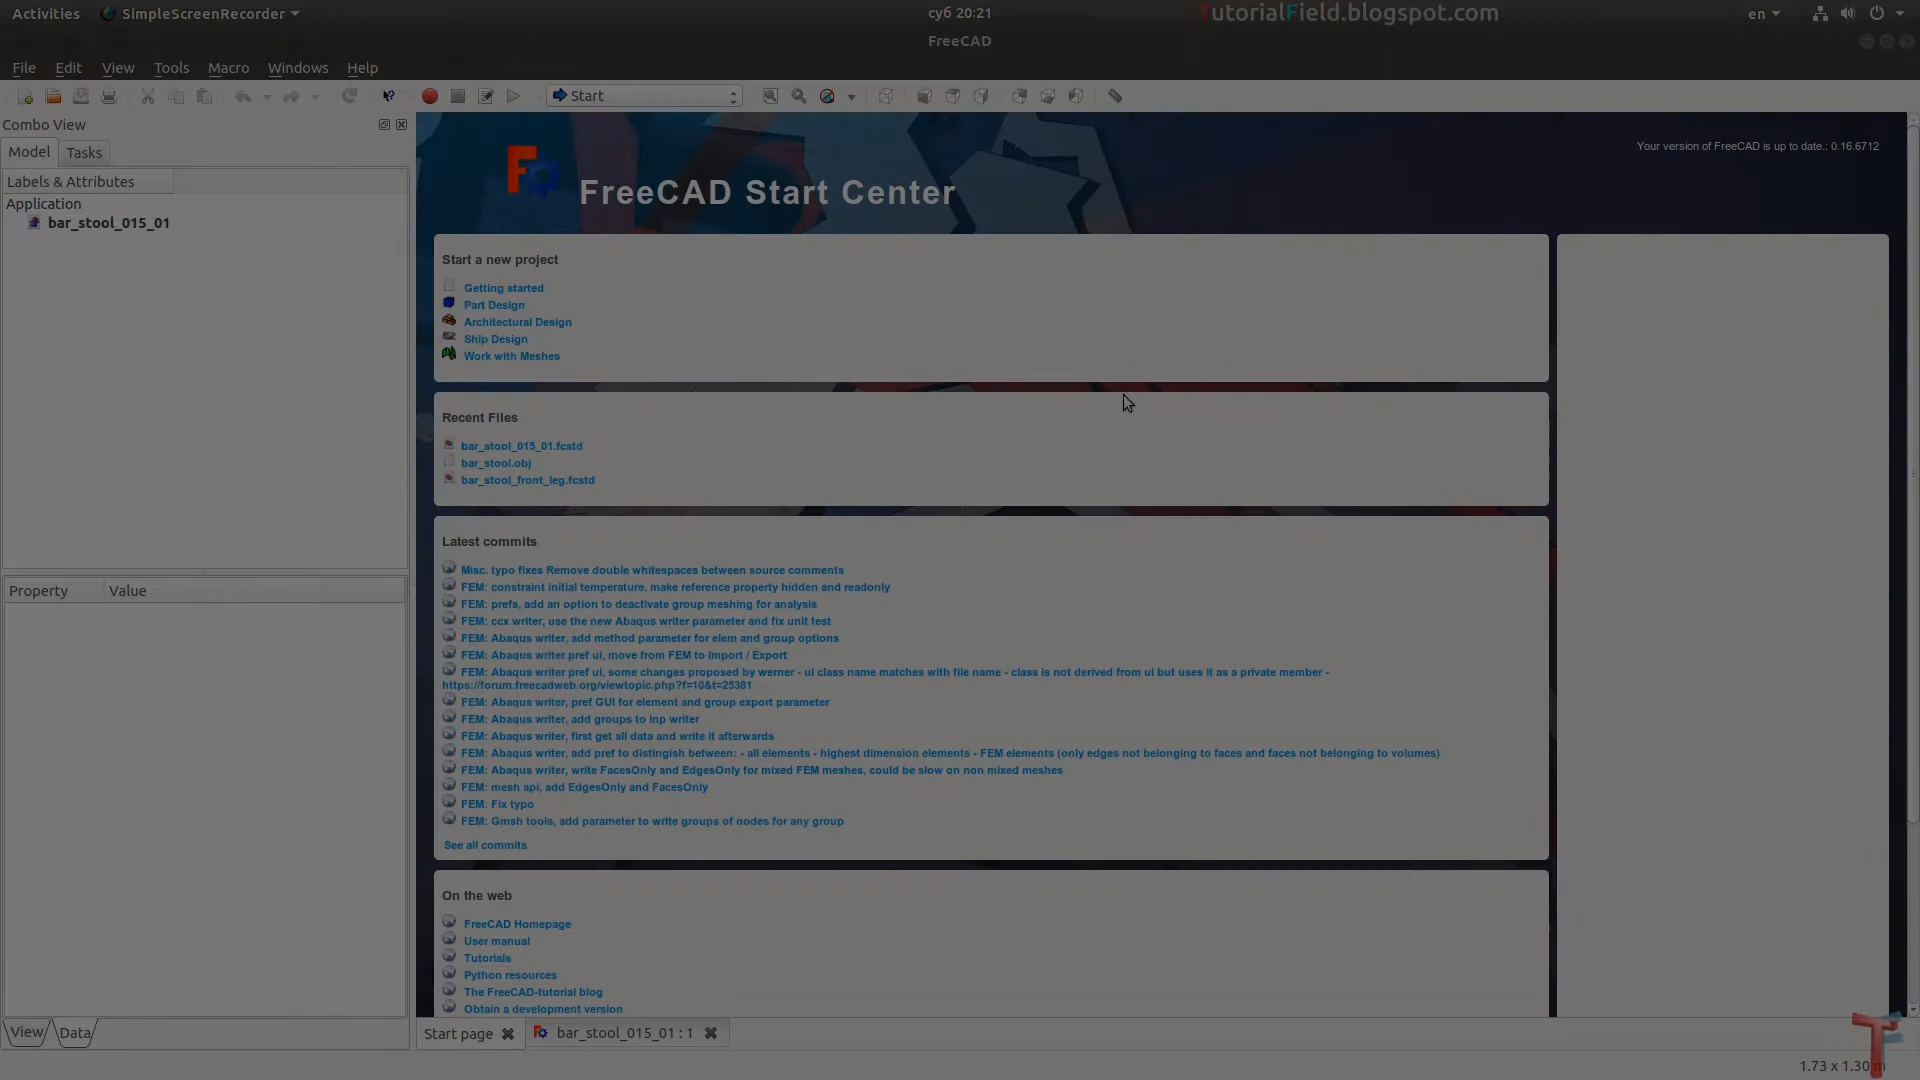 Activities SimpleScreenRecorder суб 20:21 TutorialField.blogspot.com en
FreeCAD
File Edit View Tools Macro Windows Help
Start
Combo View
Model Tasks
Labels & Attributes
Application
bar_stool_015_01
Property Value
View Data
Your version of FreeCAD is up to date.: 0.16.6712
FreeCAD Start Center
Start a new project
Getting started
Part Design
Architectural Design
Ship Design
Work with Meshes
Recent Files
bar_stool_015_01.fcstd
bar_stool.obj
bar_stool_front_leg.fcstd
Latest commits
Misc. typo fixes Remove double whitespaces between source comments
FEM: constraint initial temperature, make reference property hidden and readonly
FEM: prefs, add an option to deactivate group meshing for analysis
FEM: ccx writer, use the new Abaqus writer parameter and fix unit test
FEM: Abaqus writer, add method parameter for elem and group options
FEM: Abaqus writer pref ui, move from FEM to Import / Export
FEM: Abaqus writer pref ui, some changes proposed by werner - ui class name matches with file name - class is not derived from ui but uses it as a private member -
https://forum.freecadweb.org/viewtopic.php?f=10&t=25381
FEM: Abaqus writer, pref GUI for element and group export parameter
FEM: Abaqus writer, add groups to inp writer
FEM: Abaqus writer, first get all data and write it afterwards
FEM: Abaqus writer, add pref to distingish between: - all elements - highest dimension elements - FEM elements (only edges not belonging to faces and faces not belonging to volumes)
FEM: Abaqus writer, write FacesOnly and EdgesOnly for mixed FEM meshes, could be slow on non mixed meshes
FEM: mesh api, add EdgesOnly and FacesOnly
FEM: Fix typo
FEM: Gmsh tools, add parameter to write groups of nodes for any group
See all commits
On the web
FreeCAD Homepage
User manual
Tutorials
Python resources
The FreeCAD-tutorial blog
Obtain a development version
Start page bar_stool_015_01 : 1
1.73 x 1.30 m